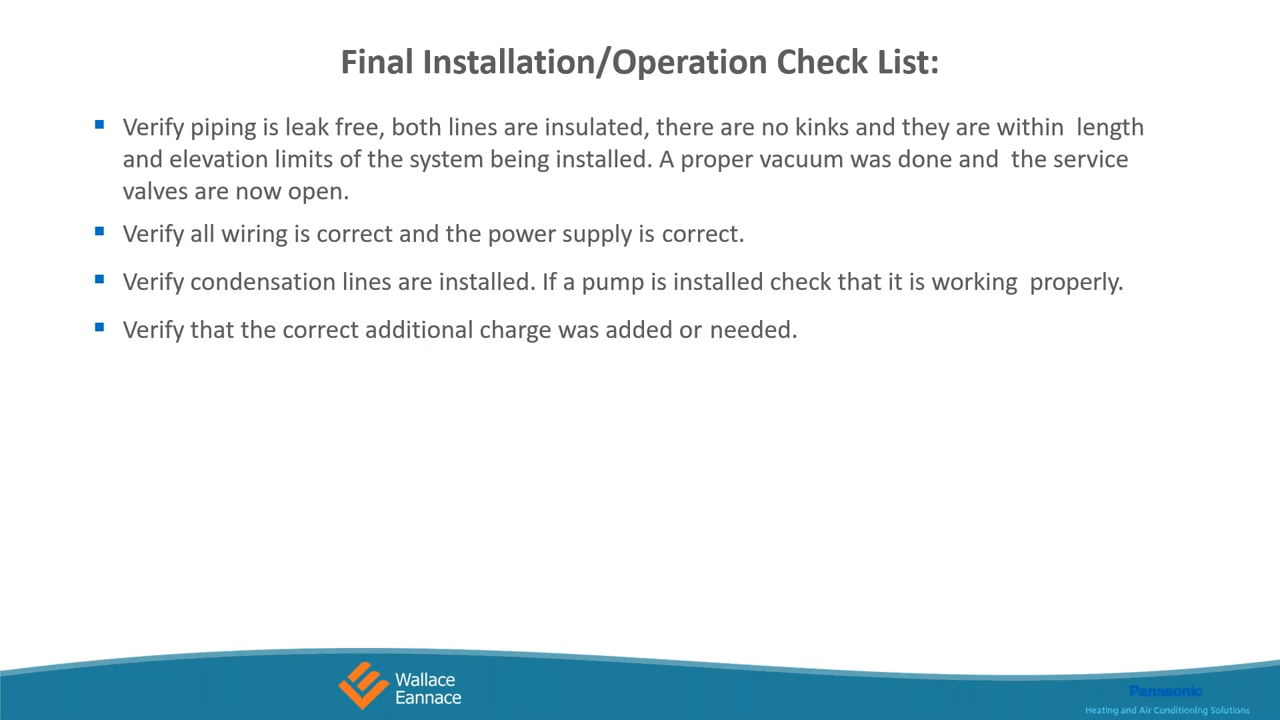 Final Installation/Operation Check List:
Verify piping is leak free, both lines are insulated, there are no kinks and they are within length
and elevation limits of the system being installed. A proper vacuum was done and the service
valves are now open.
Verify all wiring is correct and the power supply is correct.
Verify condensation lines are installed. If a pump is installed check that it is working properly.
Verify that the correct additional charge was added or needed.
Wallace
Eannace
Panasonic
Heating and Air Conditioning Solutions